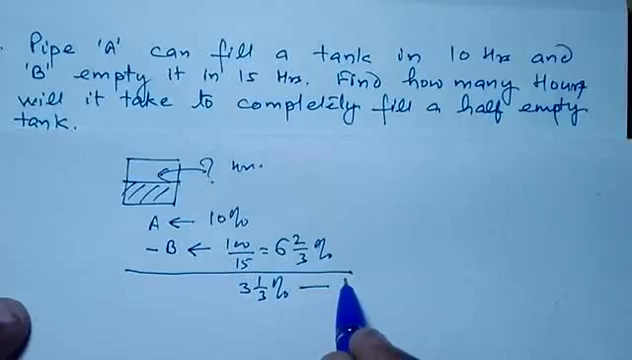 Pipe 'A' can fill a tank in 10 Hrs and
'B' empty it in 15 Hrs. Find how many Hours
will it take to completely fill a half empty
tank.
? hrs.
A ← 10%
- B ← 100/15 = 6 2/3 %
3 1/3 % —